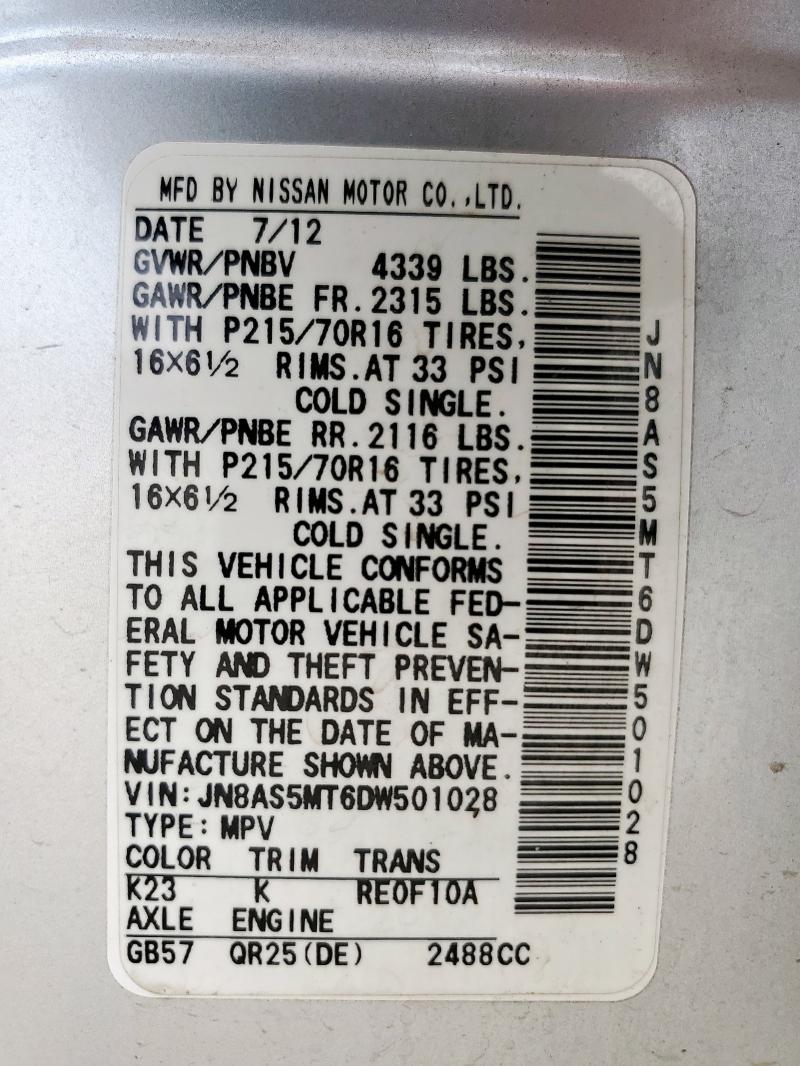 MFD BY NISSAN MOTOR CO.,LTD.
DATE 7/12
GVWR/PNBV 4339 LBS.
GAWR/PNBE FR.2315 LBS.
WITH P215/70R16 TIRES,
16×6½ RIMS.AT 33 PSI
COLD SINGLE.
GAWR/PNBE RR.2116 LBS.
WITH P215/70R16 TIRES,
16×6½ RIMS.AT 33 PSI
COLD SINGLE.
THIS VEHICLE CONFORMS
TO ALL APPLICABLE FED-
ERAL MOTOR VEHICLE SA-
FETY AND THEFT PREVEN-
TION STANDARDS IN EFF-
ECT ON THE DATE OF MA-
NUFACTURE SHOWN ABOVE.
VIN:JN8AS5MT6DW501028
TYPE:MPV
COLOR TRIM TRANS
K23 K RE0F10A
AXLE ENGINE
GB57 QR25(DE) 2488CC
JN8AS5MT6DW501028